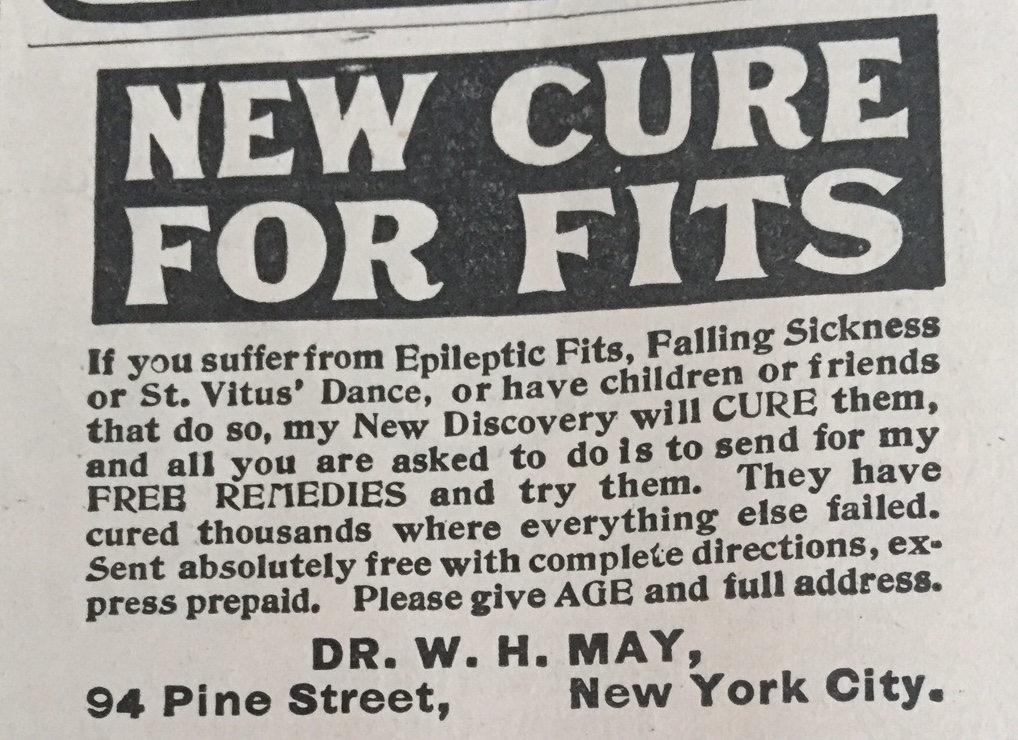 NEW CURE
FOR FITS
If you suffer from Epileptic Fits, Falling Sickness
or St. Vitus' Dance, or have children or friends
that do so, my New Discovery will CURE them,
and all you are asked to do is to send for my
FREE REMEDIES and try them. They have
cured thousands where everything else failed.
Sent absolutely free with complete directions, ex-
press prepaid. Please give AGE and full address.
DR. W. H. MAY,
94 Pine Street, New York City.